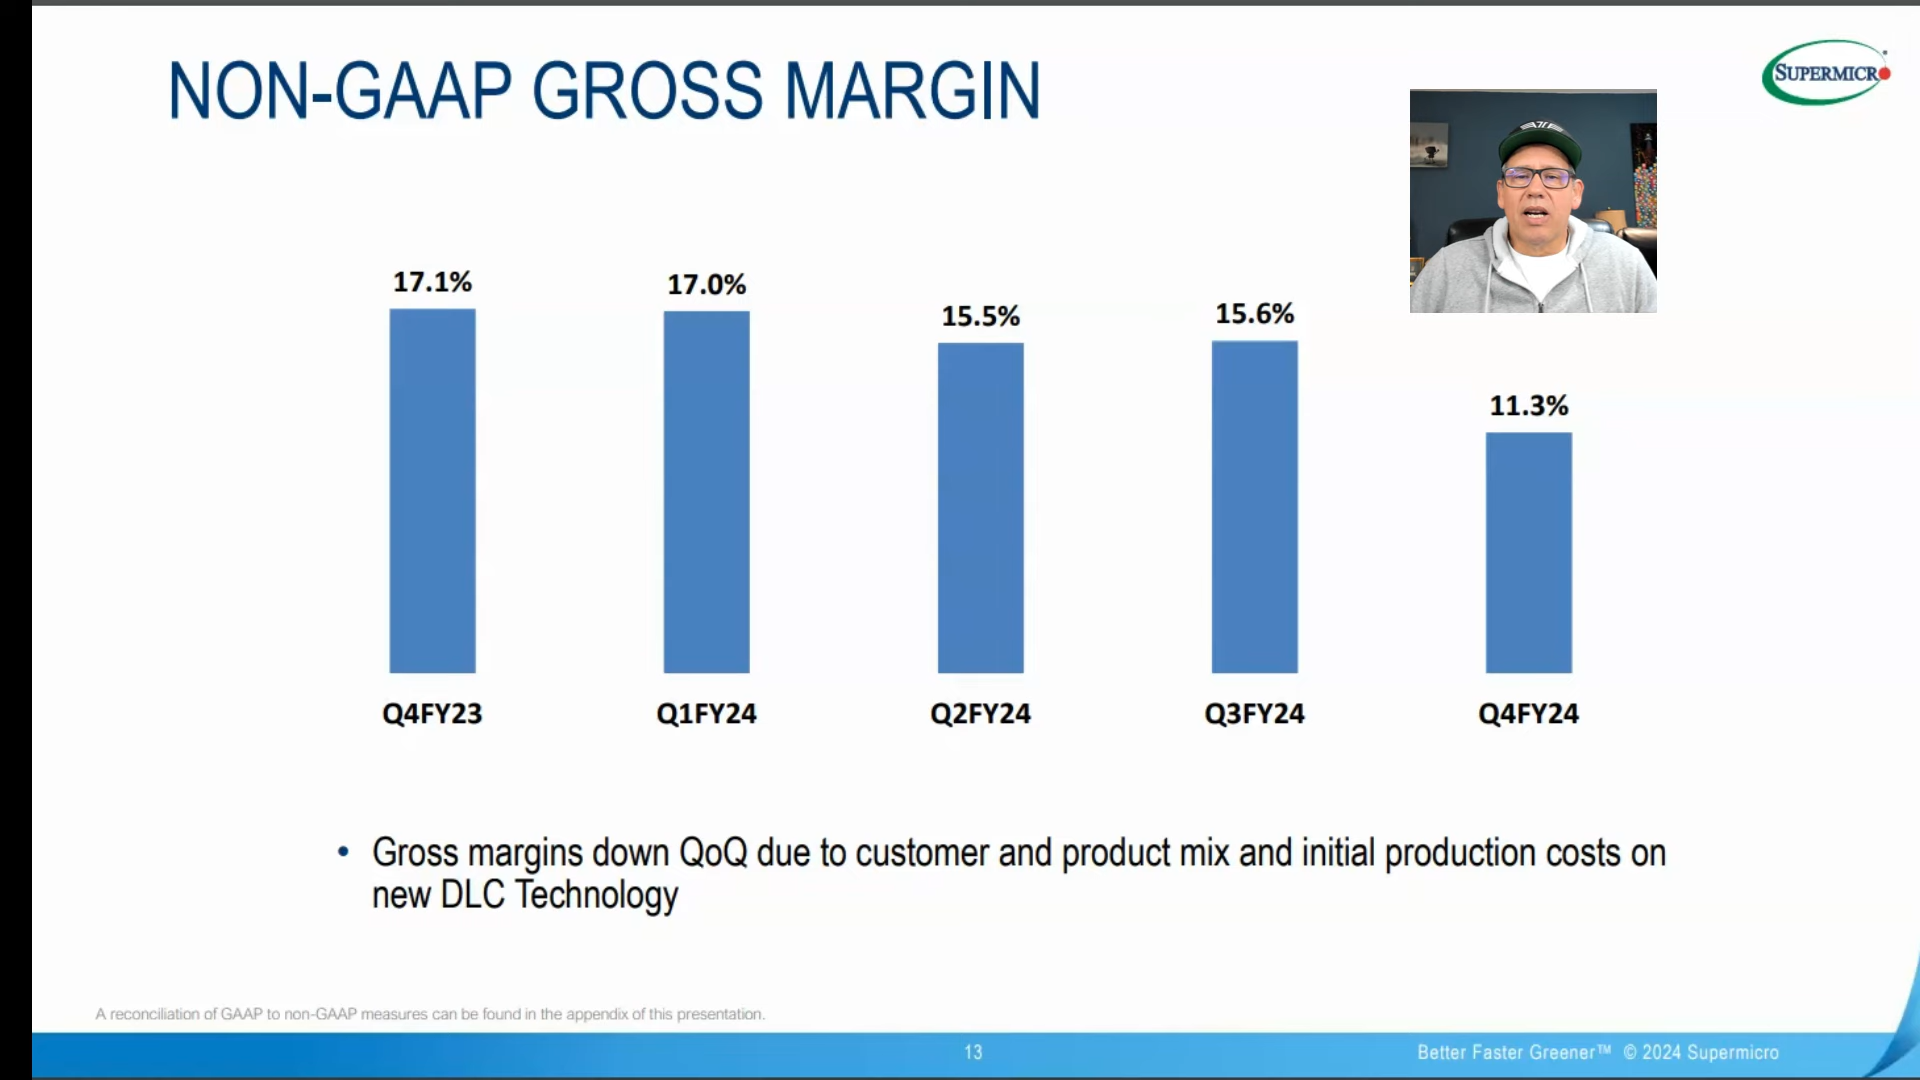 NON-GAAP GROSS MARGIN
SUPERMICRO
17.1%
17.0%
15.5%
15.6%
11.3%
Q4FY23
Q1FY24
Q2FY24
Q3FY24
Q4FY24
• Gross margins down QoQ due to customer and product mix and initial production costs on
new DLC Technology
A reconciliation of GAAP to non-GAAP measures can be found in the appendix of this presentation.
13
Better Faster Greener™ © 2024 Supermicro